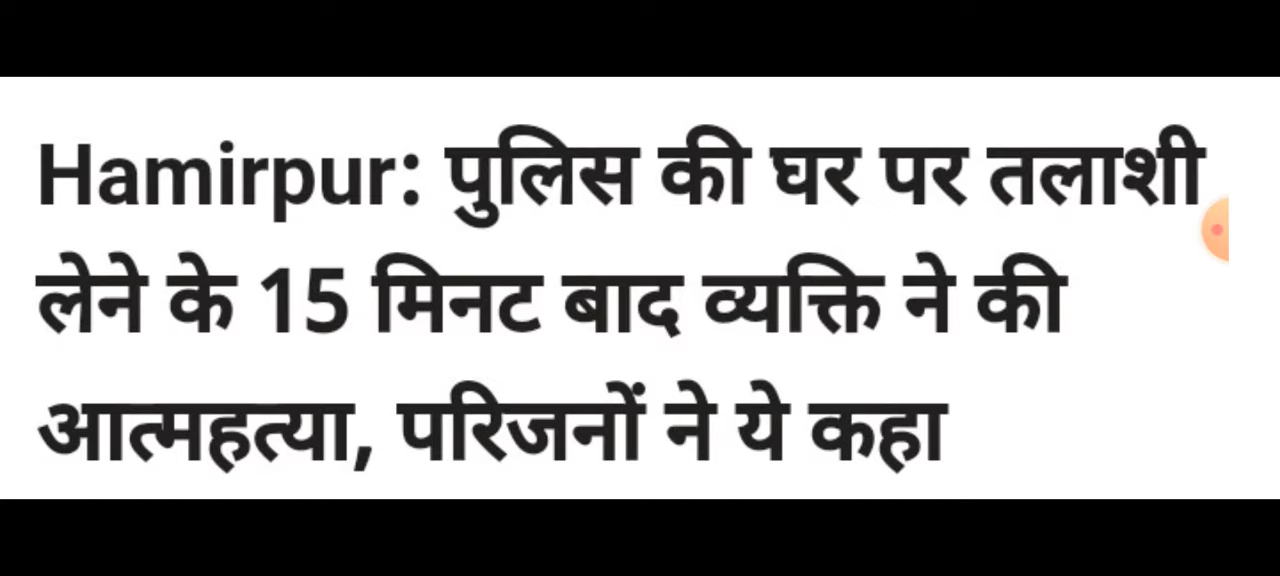 Hamirpur: पुलिस की घर पर तलाशी
लेने के 15 मिनट बाद व्यक्ति ने की
आत्महत्या, परिजनों ने ये कहा